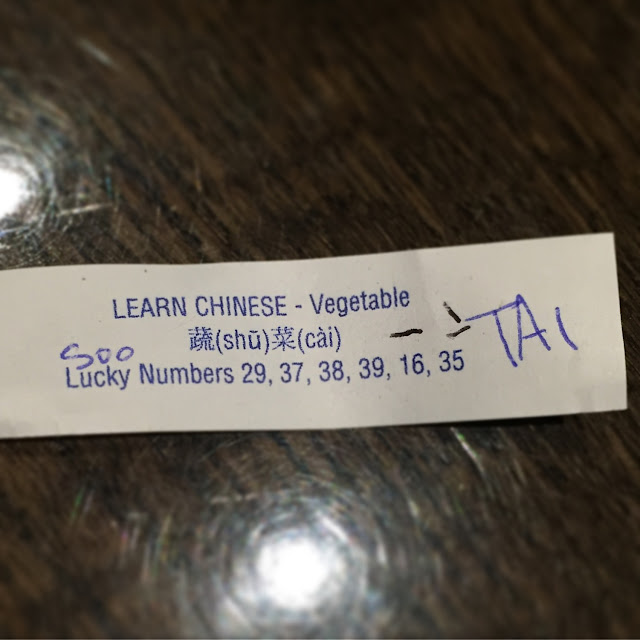 LEARN CHINESE - Vegetable
蔬(shū)菜(cài)
soo
TAI
Lucky Numbers 29, 37, 38, 39, 16, 35